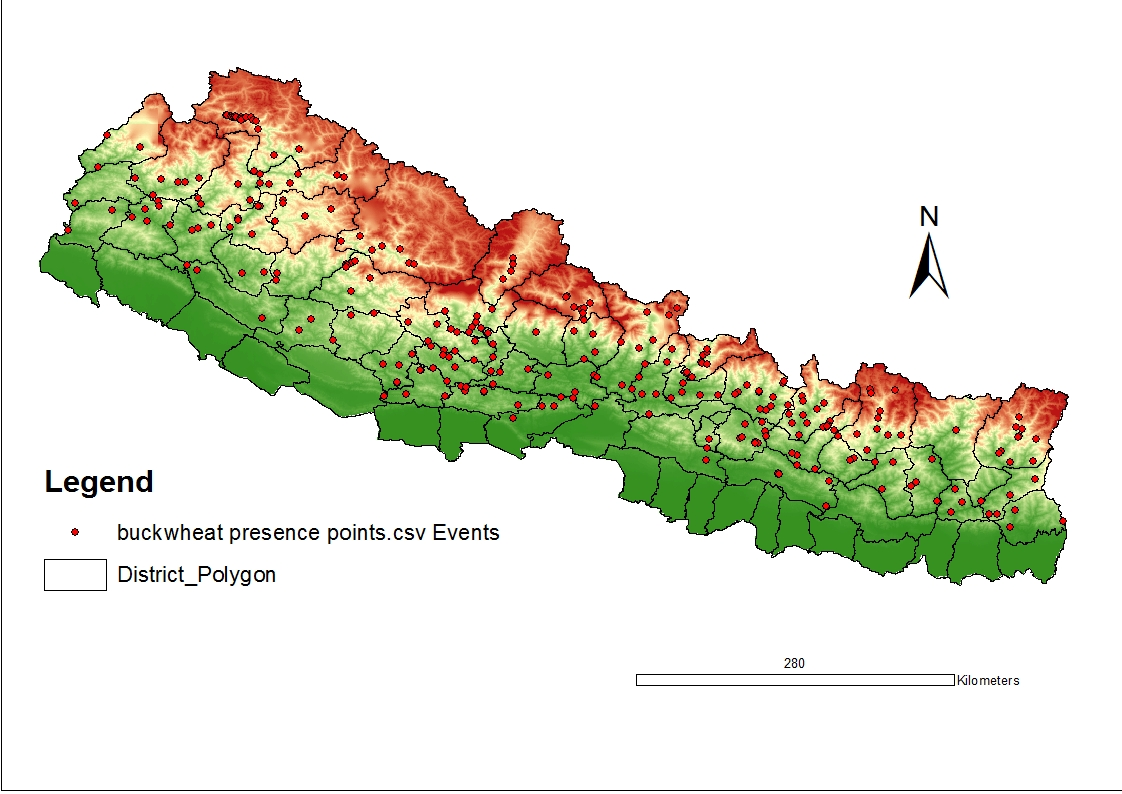 N
Legend
buckwheat presence points.csv Events
District_Polygon
280
Kilometers